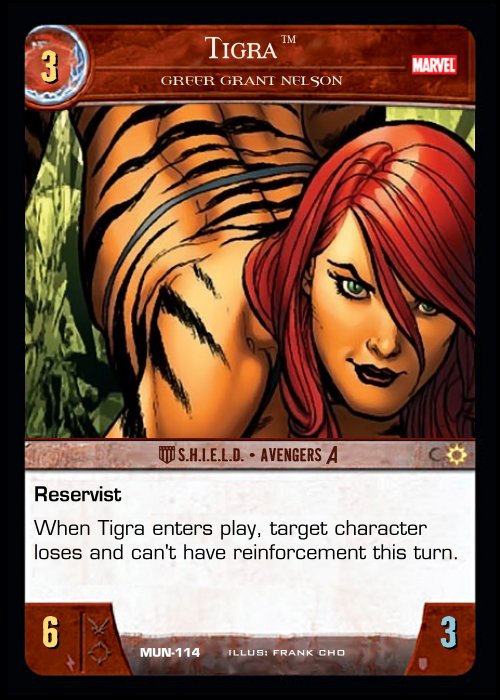 3
TIGRA™
GREER GRANT NELSON
MARVEL
S.H.I.E.L.D. • AVENGERS A
C
Reservist
When Tigra enters play, target character
loses and can't have reinforcement this turn.
6
MUN-114 ILLUS: FRANK CHO
3